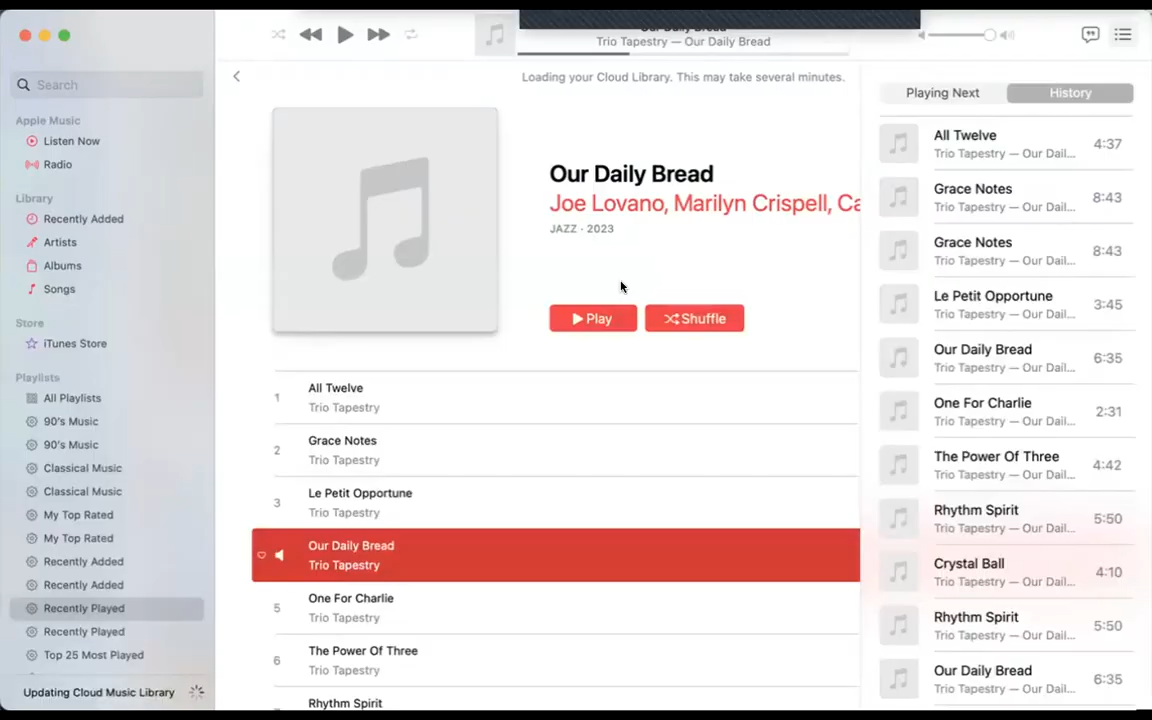 Our Daily Bread
Trio Tapestry — Our Daily Bread
Search
Loading your Cloud Library. This may take several minutes.
Playing Next
History
Apple Music
Listen Now
Radio
Library
Recently Added
Artists
Albums
Songs
Store
iTunes Store
Playlists
All Playlists
90's Music
90's Music
Classical Music
Classical Music
My Top Rated
My Top Rated
Recently Added
Recently Added
Recently Played
Recently Played
Top 25 Most Played
Updating Cloud Music Library
Our Daily Bread
Joe Lovano, Marilyn Crispell, Ca
JAZZ · 2023
Play
Shuffle
1
All Twelve
Trio Tapestry
2
Grace Notes
Trio Tapestry
3
Le Petit Opportune
Trio Tapestry
Our Daily Bread
Trio Tapestry
5
One For Charlie
Trio Tapestry
6
The Power Of Three
Trio Tapestry
Rhythm Spirit
All Twelve
Trio Tapestry — Our Dail...
4:37
Grace Notes
Trio Tapestry — Our Dail...
8:43
Grace Notes
Trio Tapestry — Our Dail...
8:43
Le Petit Opportune
Trio Tapestry — Our Dail...
3:45
Our Daily Bread
Trio Tapestry — Our Dail...
6:35
One For Charlie
Trio Tapestry — Our Dail...
2:31
The Power Of Three
Trio Tapestry — Our Dail...
4:42
Rhythm Spirit
Trio Tapestry — Our Dail...
5:50
Crystal Ball
Trio Tapestry — Our Dail...
4:10
Rhythm Spirit
Trio Tapestry — Our Dail...
5:50
Our Daily Bread
Trio Tapestry — Our Dail...
6:35